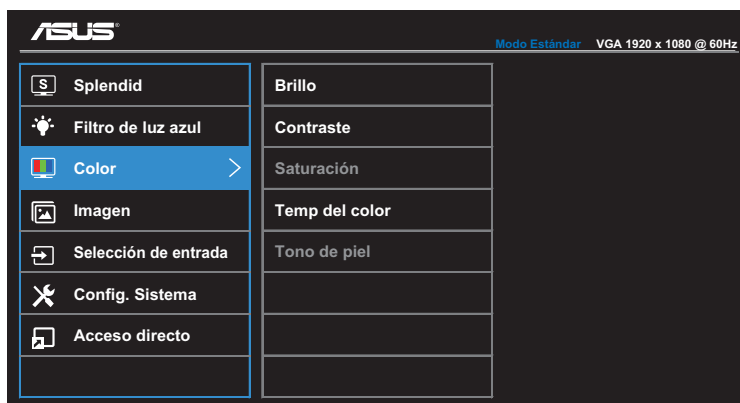 ASUS
Modo Estándar VGA 1920 x 1080 @ 60Hz
S Splendid
Filtro de luz azul
Color
Imagen
Selección de entrada
Config. Sistema
Acceso directo
Brillo
Contraste
Saturación
Temp del color
Tono de piel